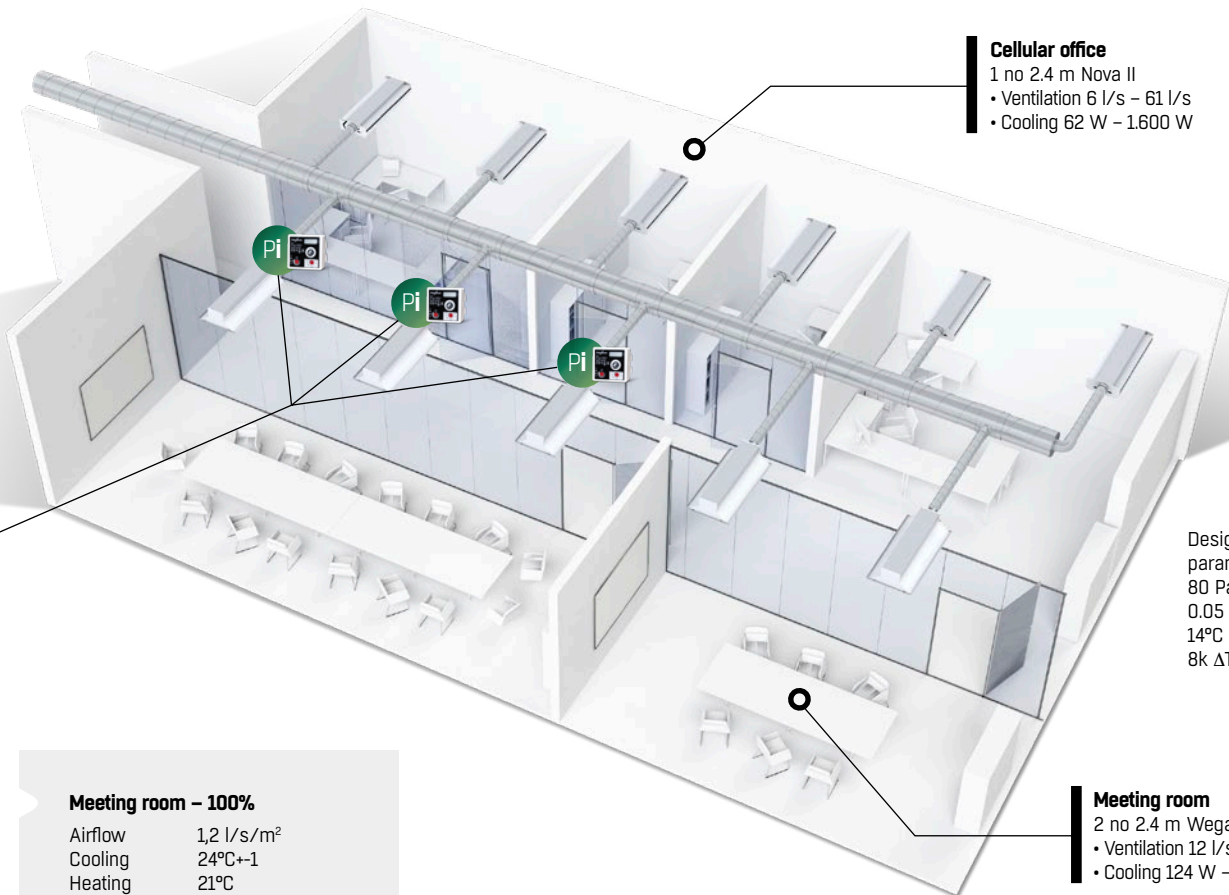 Cellular office
1 no 2.4 m Nova II
• Ventilation 6 l/s – 61 l/s
• Cooling 62 W – 1.600 W
Pi
Pi
Pi
Desig
param
80 Pa
0.05
14°C
8k ΔT
Meeting room – 100%
Airflow 1,2 l/s/m²
Cooling 24°C+-1
Heating 21°C
Meeting room
2 no 2.4 m Wega
• Ventilation 12 l/s
• Cooling 124 W –